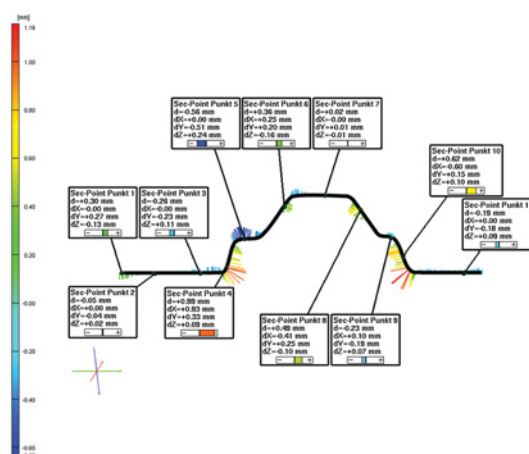 [mm]
1.16
0.80
0.60
0.40
0.20
0.00
-0.20
-0.40
-0.60
Sec-Point Punkt 5
d=-0.56 mm
dX=+0.00 mm
dY=-0.51 mm
dZ=+0.24 mm
Sec-Point Punkt 6
d=+0.36 mm
dX=+0.25 mm
dY=+0.20 mm
dZ=-0.16 mm
Sec-Point Punkt 7
d=+0.02 mm
dX=-0.00 mm
dY=+0.01 mm
dZ=-0.01 mm
Sec-Point Punkt 10
d=+0.62 mm
dX=-0.60 mm
dY=+0.15 mm
dZ=+0.10 mm
Sec-Point Punkt 1
d=+0.30 mm
dX=-0.00 mm
dY=+0.27 mm
dZ=-0.13 mm
Sec-Point Punkt 3
d=-0.26 mm
dX=-0.00 mm
dY=-0.23 mm
dZ=+0.11 mm
Sec-Point Punkt 1
d=-0.19 mm
dX=+0.00 mm
dY=-0.18 mm
dZ=+0.09 mm
Sec-Point Punkt 2
d=-0.05 mm
dX=+0.00 mm
dY=-0.04 mm
dZ=+0.02 mm
Sec-Point Punkt 4
d=+0.99 mm
dX=+0.93 mm
dY=+0.33 mm
dZ=+0.09 mm
Sec-Point Punkt 8
d=+0.49 mm
dX=-0.41 mm
dY=+0.25 mm
dZ=-0.10 mm
Sec-Point Punkt 9
d=-0.23 mm
dX=+0.10 mm
dY=-0.19 mm
dZ=+0.07 mm